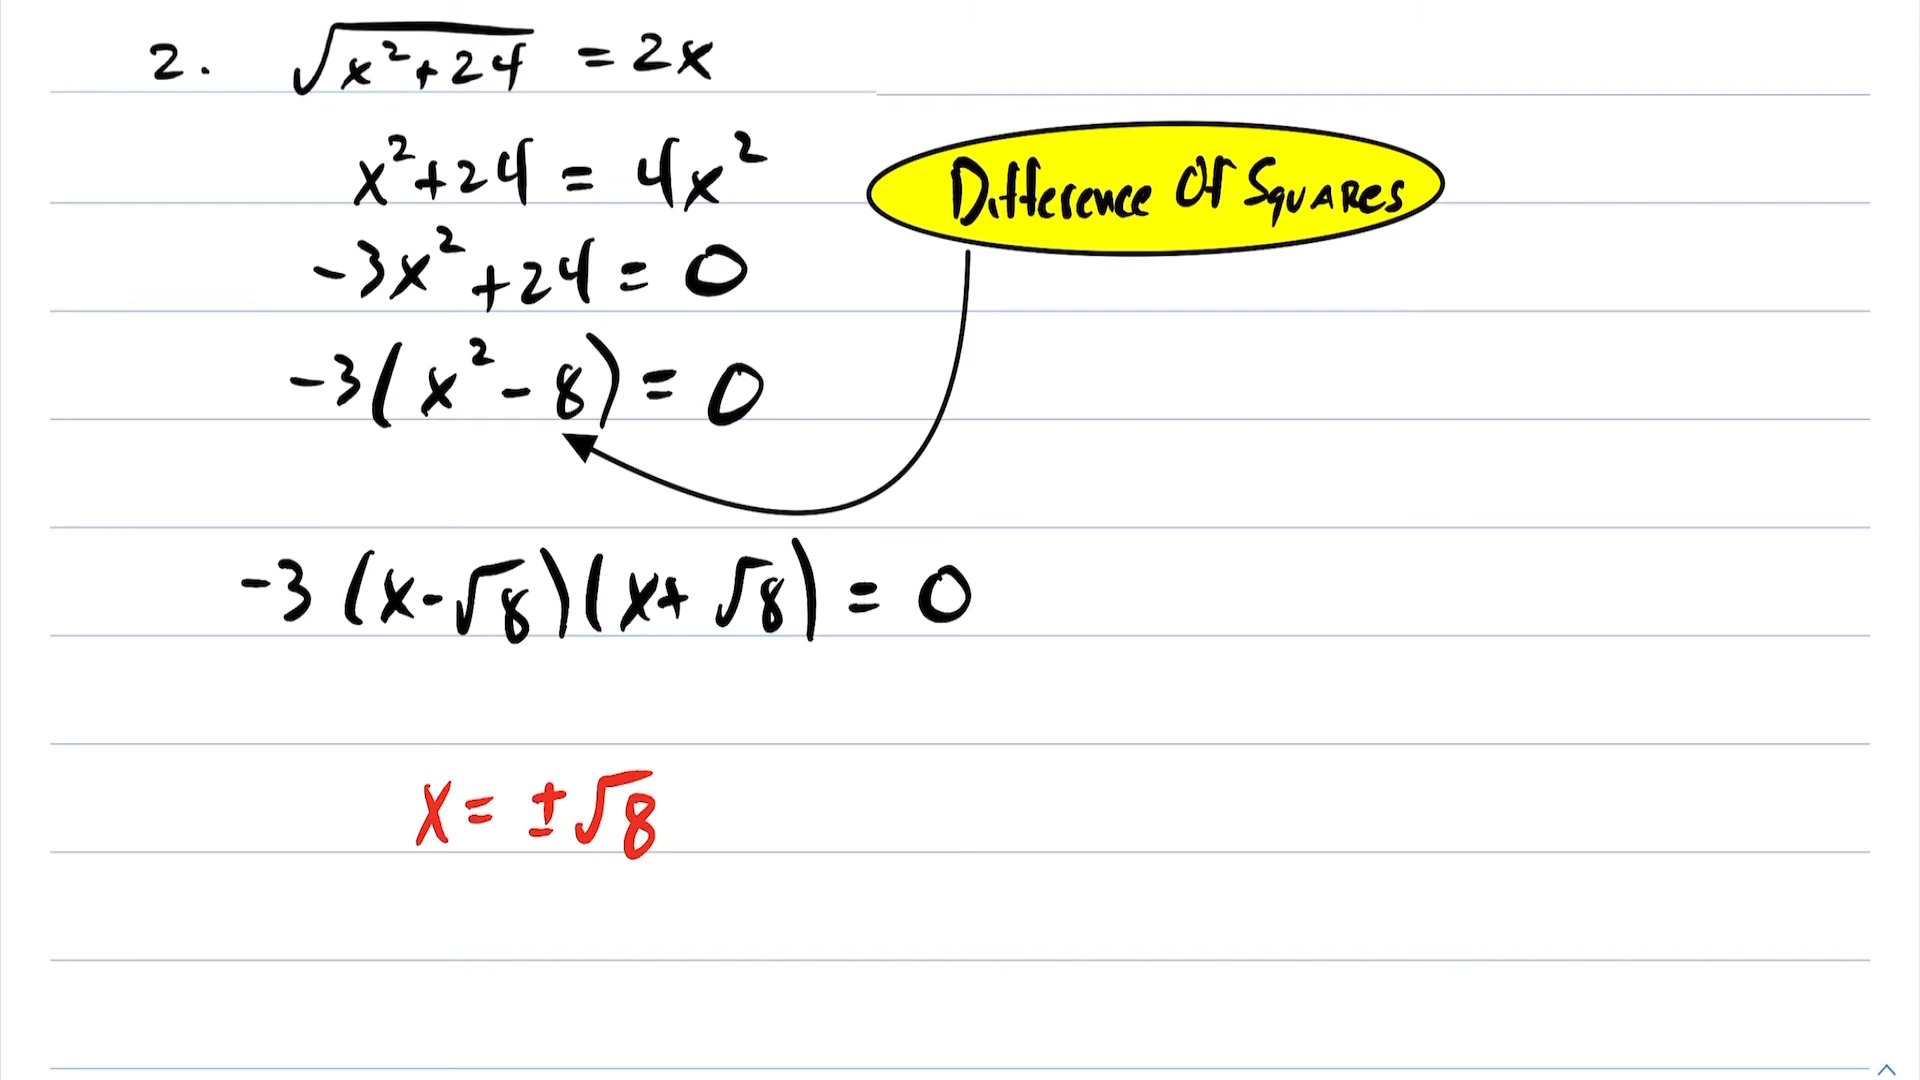 2. √(x²+24) = 2x
x²+24 = 4x²
Difference Of Squares
-3x²+24 = 0
-3(x²-8) = 0
-3(x-√8)(x+√8) = 0
x = ±√8